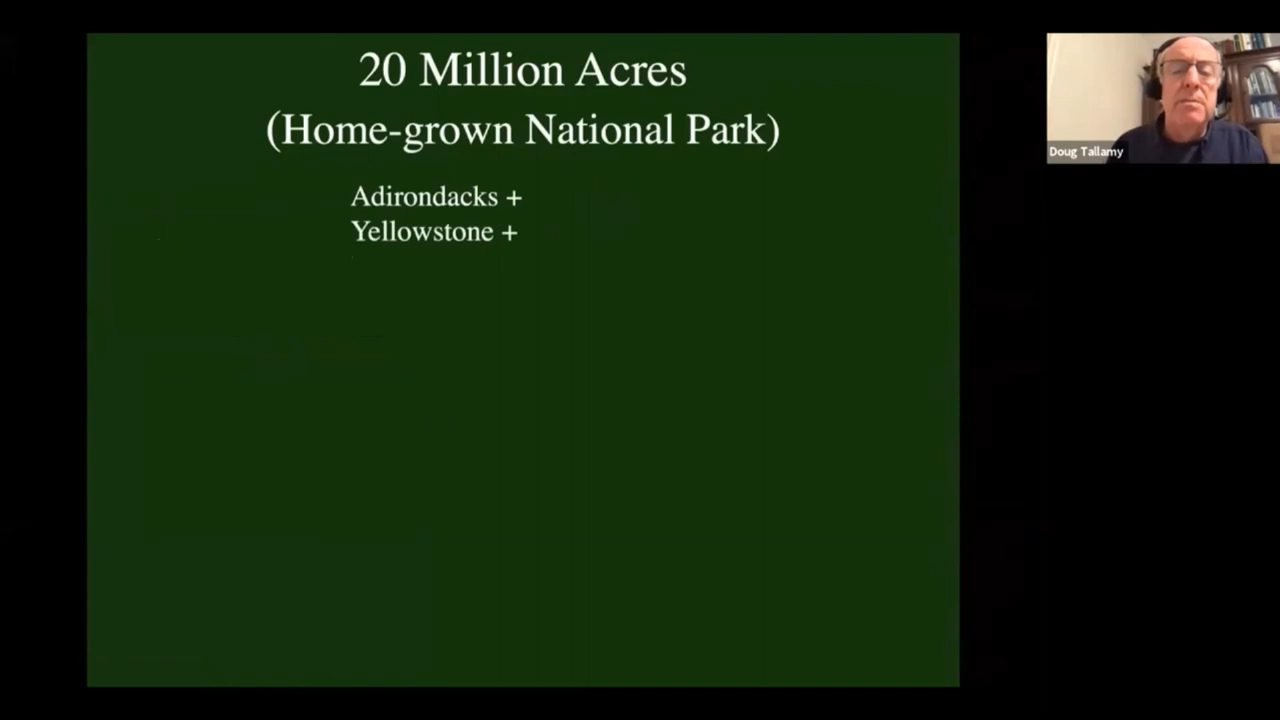 20 Million Acres
(Home-grown National Park)
Adirondacks +
Yellowstone +
Doug Tallamy